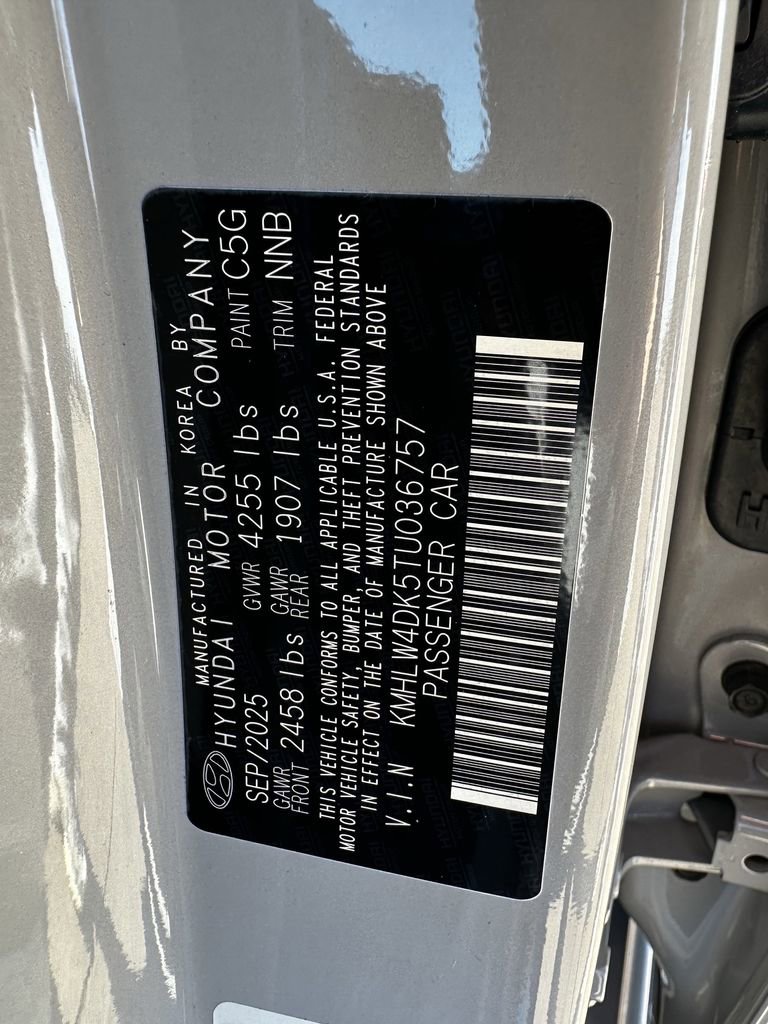 MANUFACTURED IN KOREA BY
HYUNDAI MOTOR COMPANY
SEP/2025 GVWR 4255 lbs PAINT C5G
GAWR FRONT 2458 lbs GAWR REAR 1907 lbs TRIM NNB
THIS VEHICLE CONFORMS TO ALL APPLICABLE U.S.A. FEDERAL
MOTOR VEHICLE SAFETY, BUMPER, AND THEFT PREVENTION STANDARDS
IN EFFECT ON THE DATE OF MANUFACTURE SHOWN ABOVE
V.I.N KMHLW4DK5TU036757
PASSENGER CAR